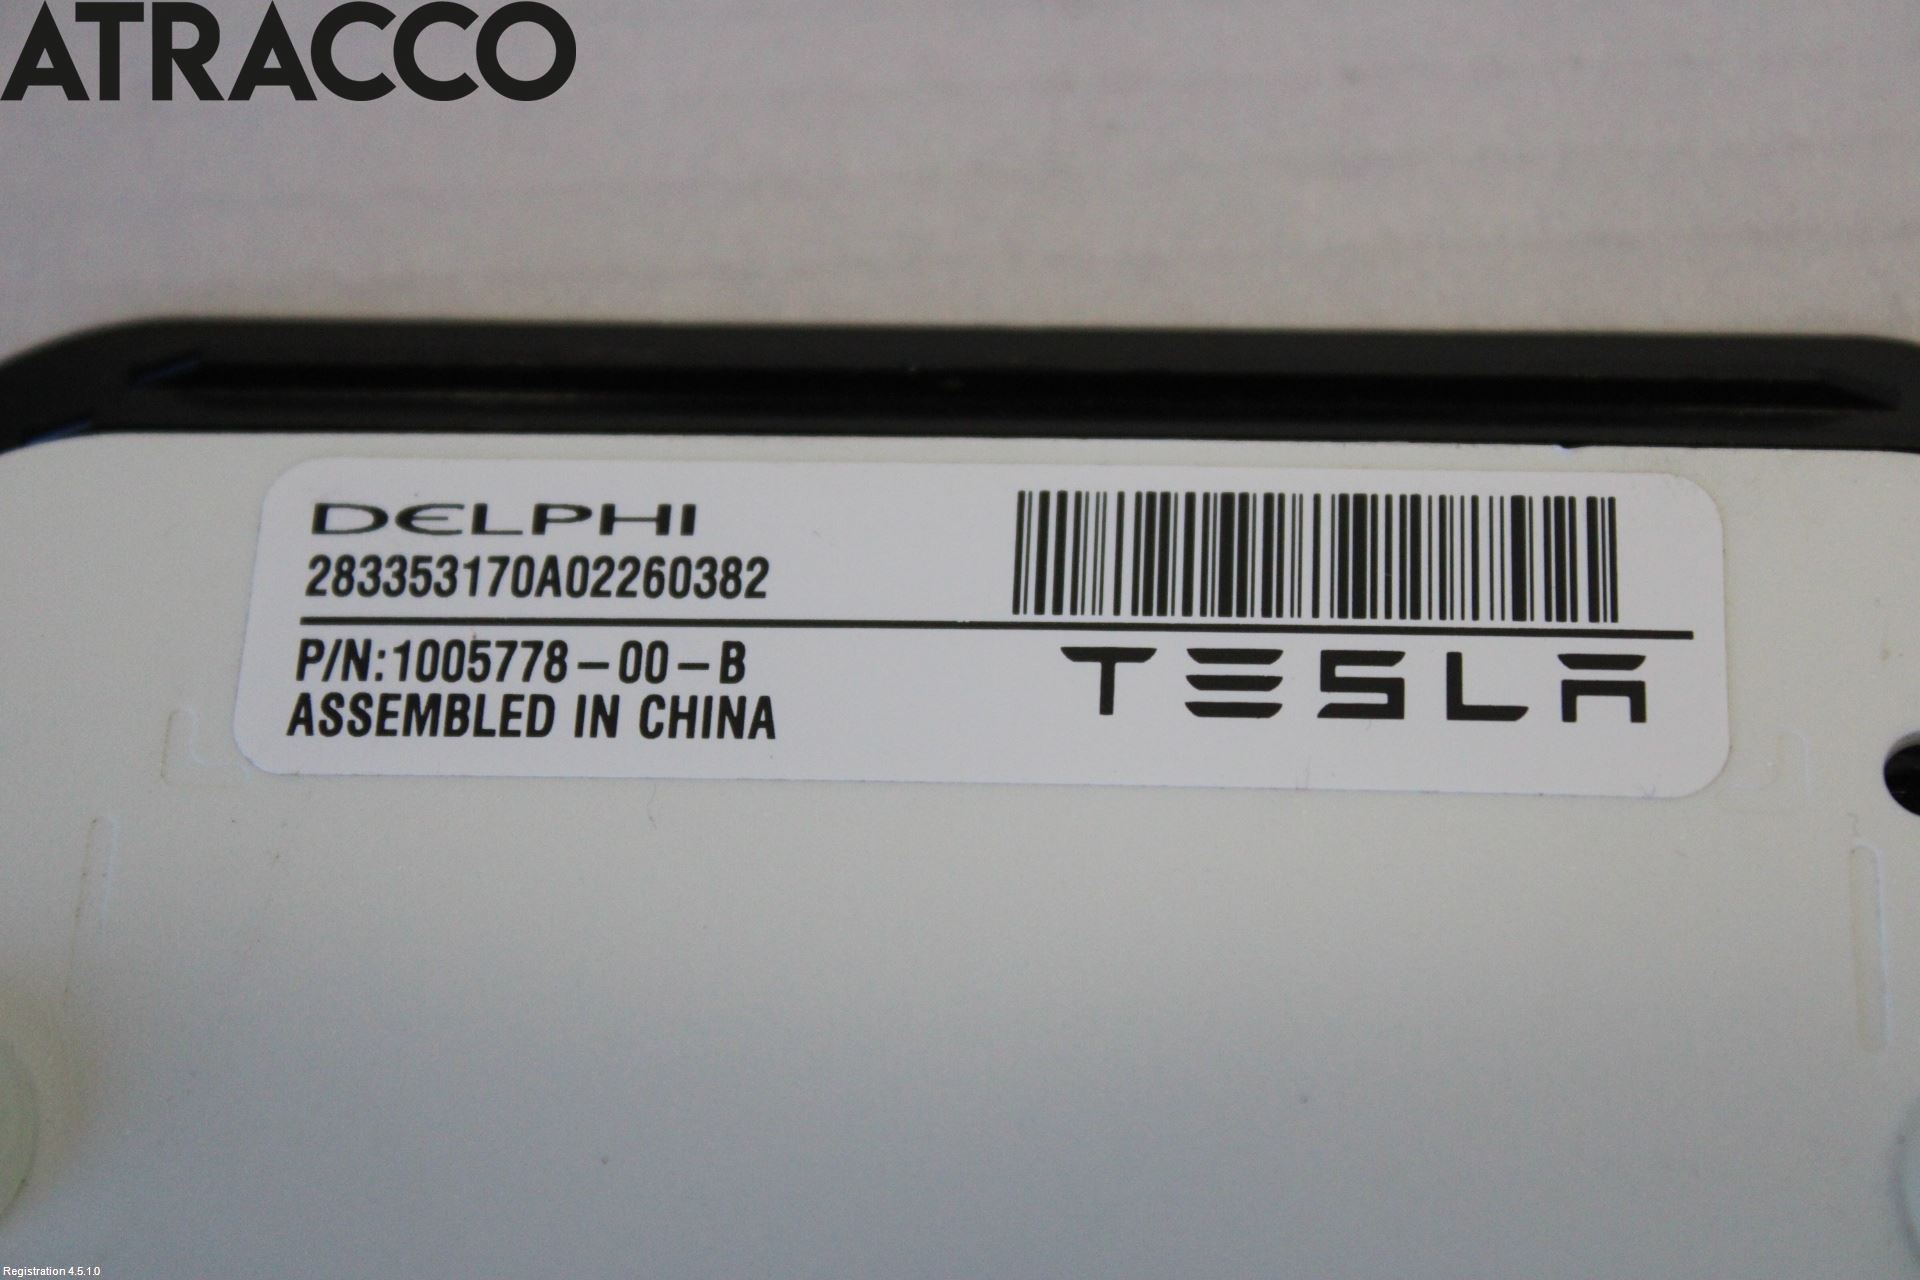 ATRACCO
DELPHI
283353170A02260382
P/N:1005778-00-B
ASSEMBLED IN CHINA
TESLA
Registration 4.5.1.0